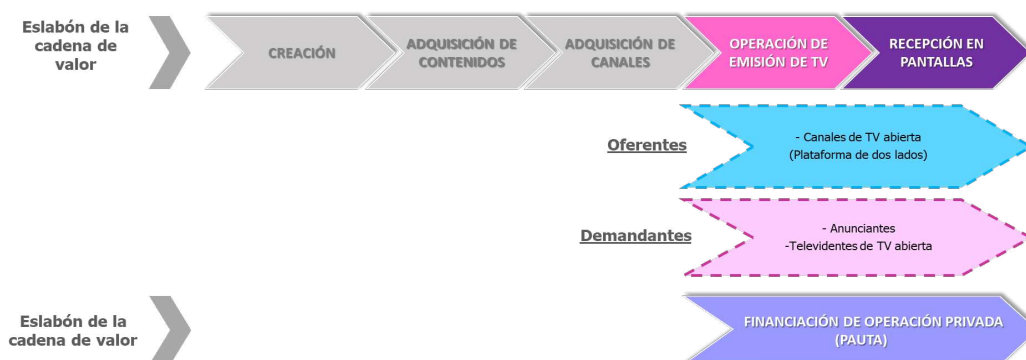 Eslabón de la
cadena de
valor
CREACIÓN
ADQUISICIÓN DE
CONTENIDOS
ADQUISICIÓN DE
CANALES
OPERACIÓN DE
EMISIÓN DE TV
RECEPCIÓN EN
PANTALLAS
Oferentes
- Canales de TV abierta
(Plataforma de dos lados)
Demandantes
- Anunciantes
-Televidentes de TV abierta
Eslabón de la
cadena de valor
FINANCIACIÓN DE OPERACIÓN PRIVADA
(PAUTA)